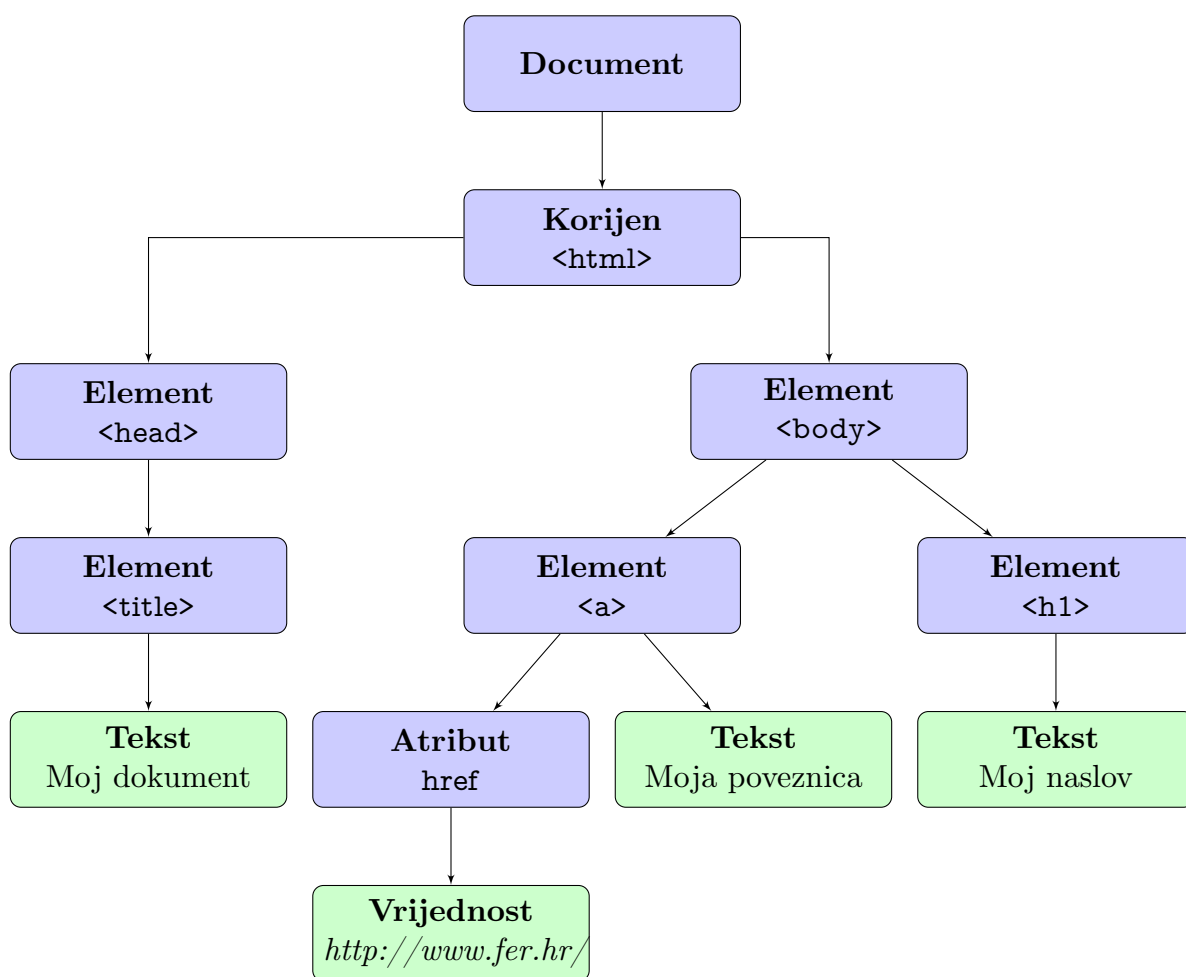 Document
Korijen
<html>
Element
<head>
Element
<body>
Element
<title>
Element
<a>
Element
<h1>
Tekst
Moj dokument
Atribut
href
Tekst
Moja poveznica
Tekst
Moj naslov
Vrijednost
http://www.fer.hr/